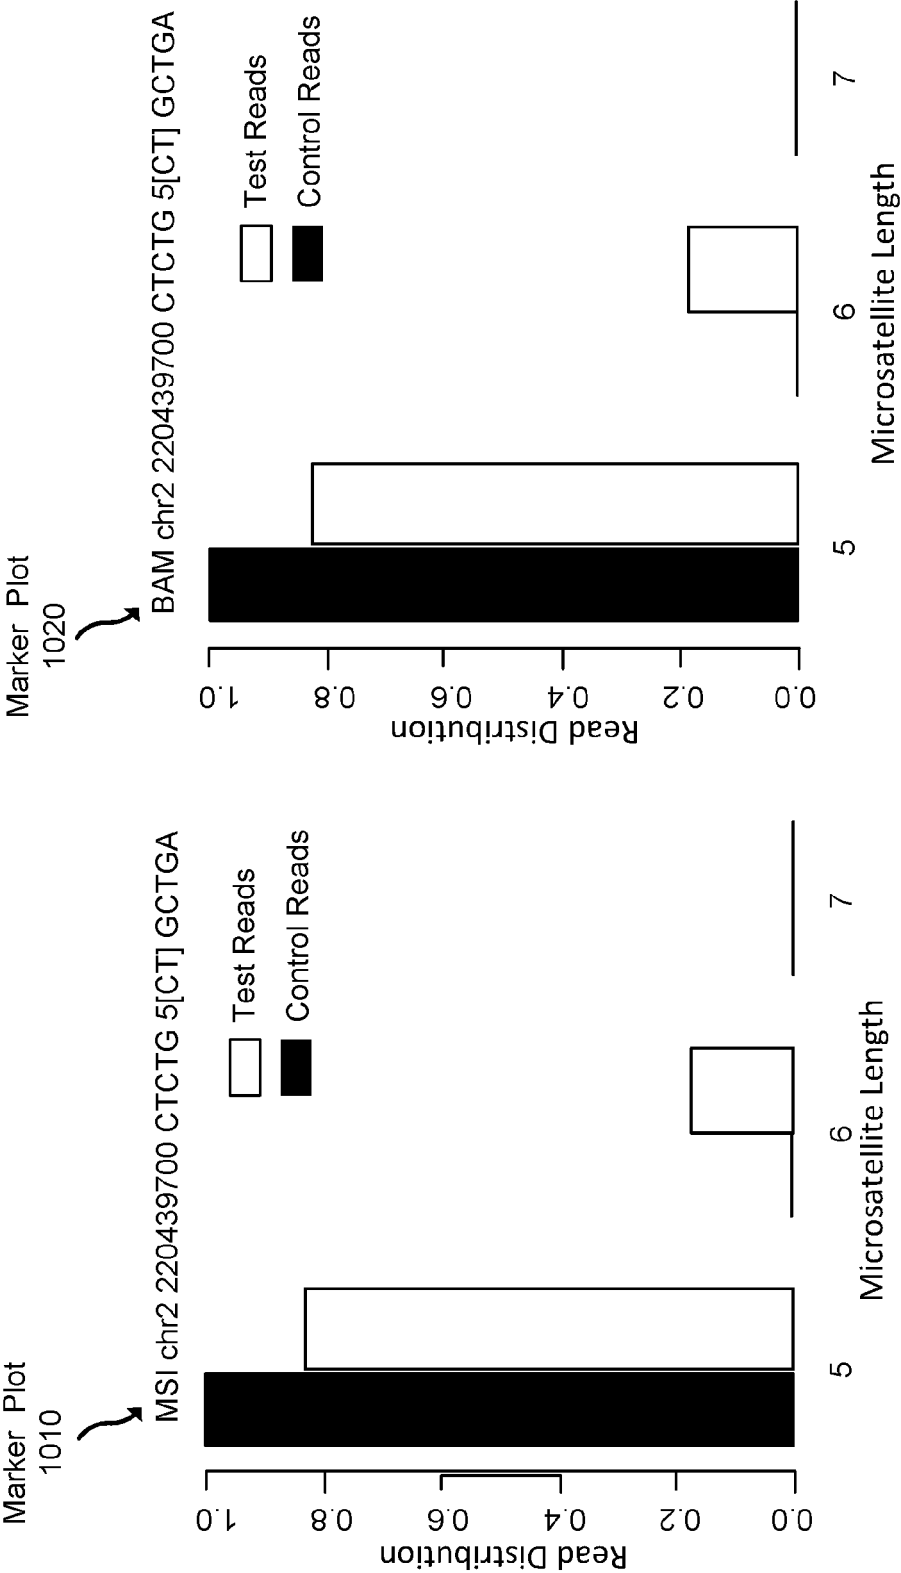 Marker Plot
1010
MSI chr2 220439700 CTCTG 5[CT] GCTGA
Test Reads
Control Reads
Read Distribution
1.0
0.8
0.6
0.4
0.2
0.0
5
6
7
Microsatellite Length
Marker Plot
1020
BAM chr2 220439700 CTCTG 5[CT] GCTGA
Test Reads
Control Reads
Read Distribution
1.0
0.8
0.6
0.4
0.2
0.0
5
6
7
Microsatellite Length